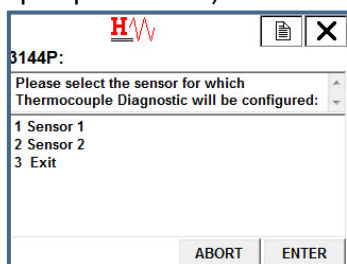 H
3144P:
Please select the sensor for which
Thermocouple Diagnostic will be configured:
1 Sensor 1
2 Sensor 2
3 Exit
ABORT ENTER